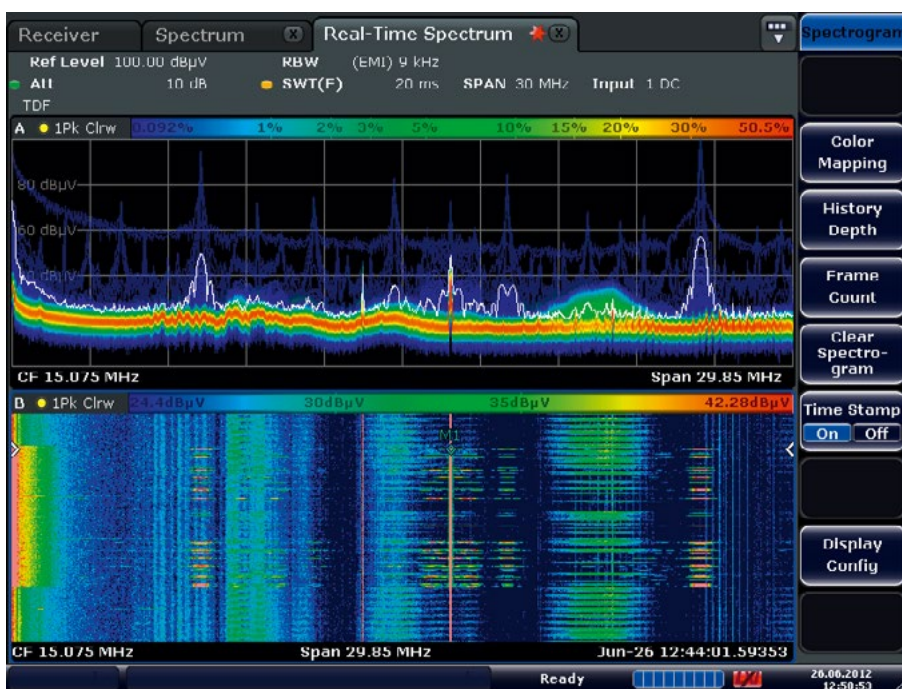 Receiver
Spectrum
Real-Time Spectrum
Spectrogram
Ref Level 100.00 dBµV RBW (EMI) 9 kHz
Att 10 dB SWT(F) 20 ms SPAN 30 MHz Input 1 DC
TDF
A 1Pk Clrw 0.092% 1% 2% 3% 5% 10% 15% 20% 30% 50.5%
80 dBµV
60 dBµV
dBµV
CF 15.075 MHz Span 29.85 MHz
B 1Pk Clrw 24.4dBµV 30dBµV 35dBµV 42.28dBµV
M1
CF 15.075 MHz Span 29.85 MHz Jun-26 12:44:01.59353
Color
Mapping
History
Depth
Frame
Count
Clear
Spectro-
gram
Time Stamp
On Off
Display
Config
Ready
26.06.2012
12:50:53